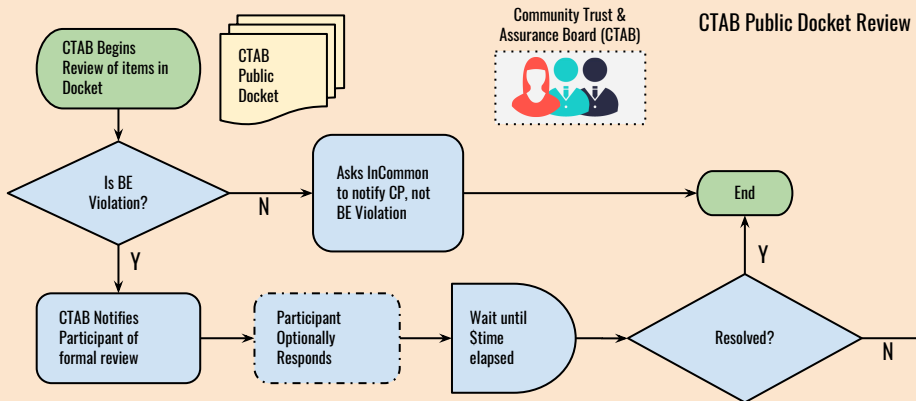 Community Trust &
Assurance Board (CTAB)
CTAB Public Docket Review
CTAB Begins
Review of items in
Docket
CTAB
Public
Docket
Is BE
Violation?
N
Asks InCommon
to notify CP, not
BE Violation
End
Y
Y
CTAB Notifies
Participant of
formal review
Participant
Optionally
Responds
Wait until
$time
elapsed
Resolved?
N